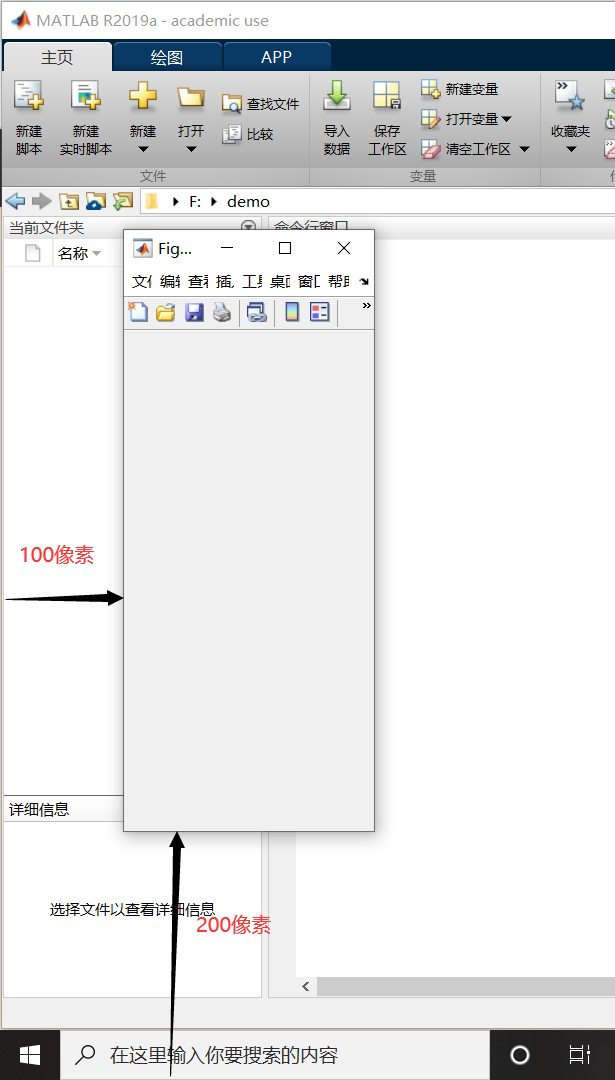 MATLAB R2019a - academic use
主页 绘图 APP
新建脚本 新建实时脚本 新建 打开 查找文件 比较 导入数据 保存工作区 新建变量 打开变量 清空工作区 收藏夹
文件 变量
F: demo
当前文件夹 命令行窗口
名称
Fig...
文 编辑 查看 插 工具 桌面 窗口 帮助
100像素
详细信息
选择文件以查看详细信息
200像素
在这里输入你要搜索的内容